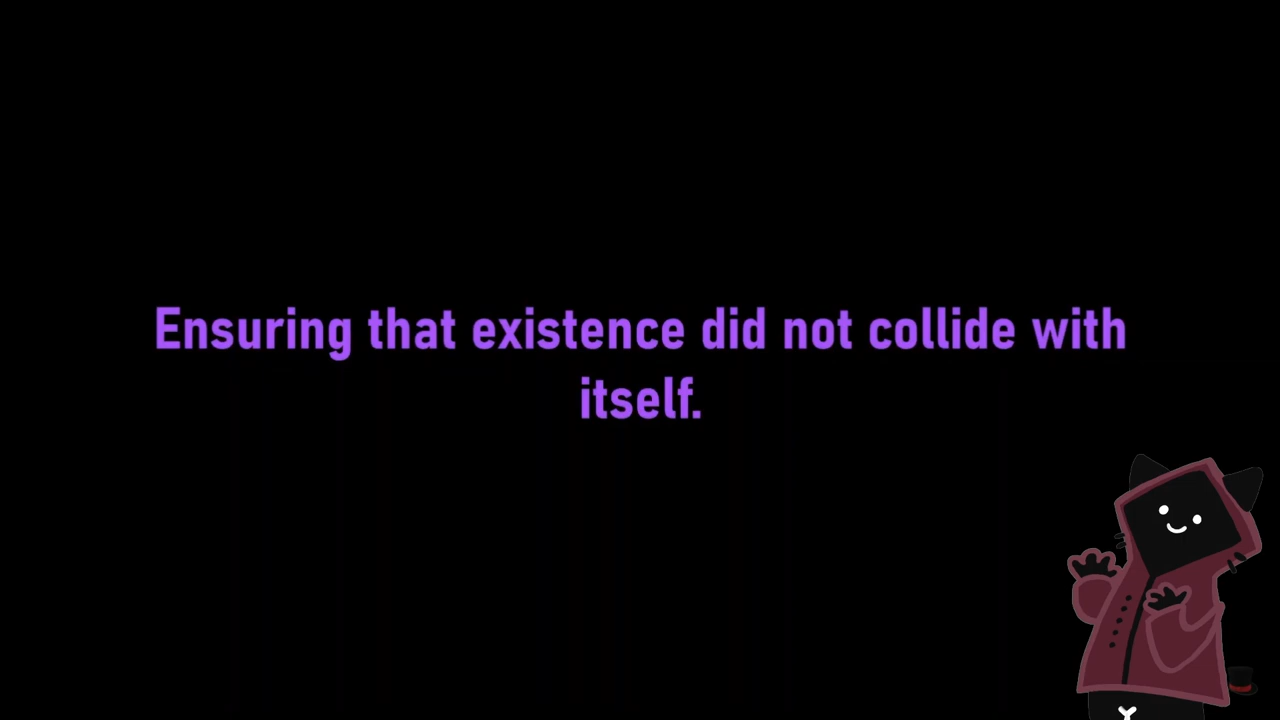 Ensuring that existence did not collide with
itself.